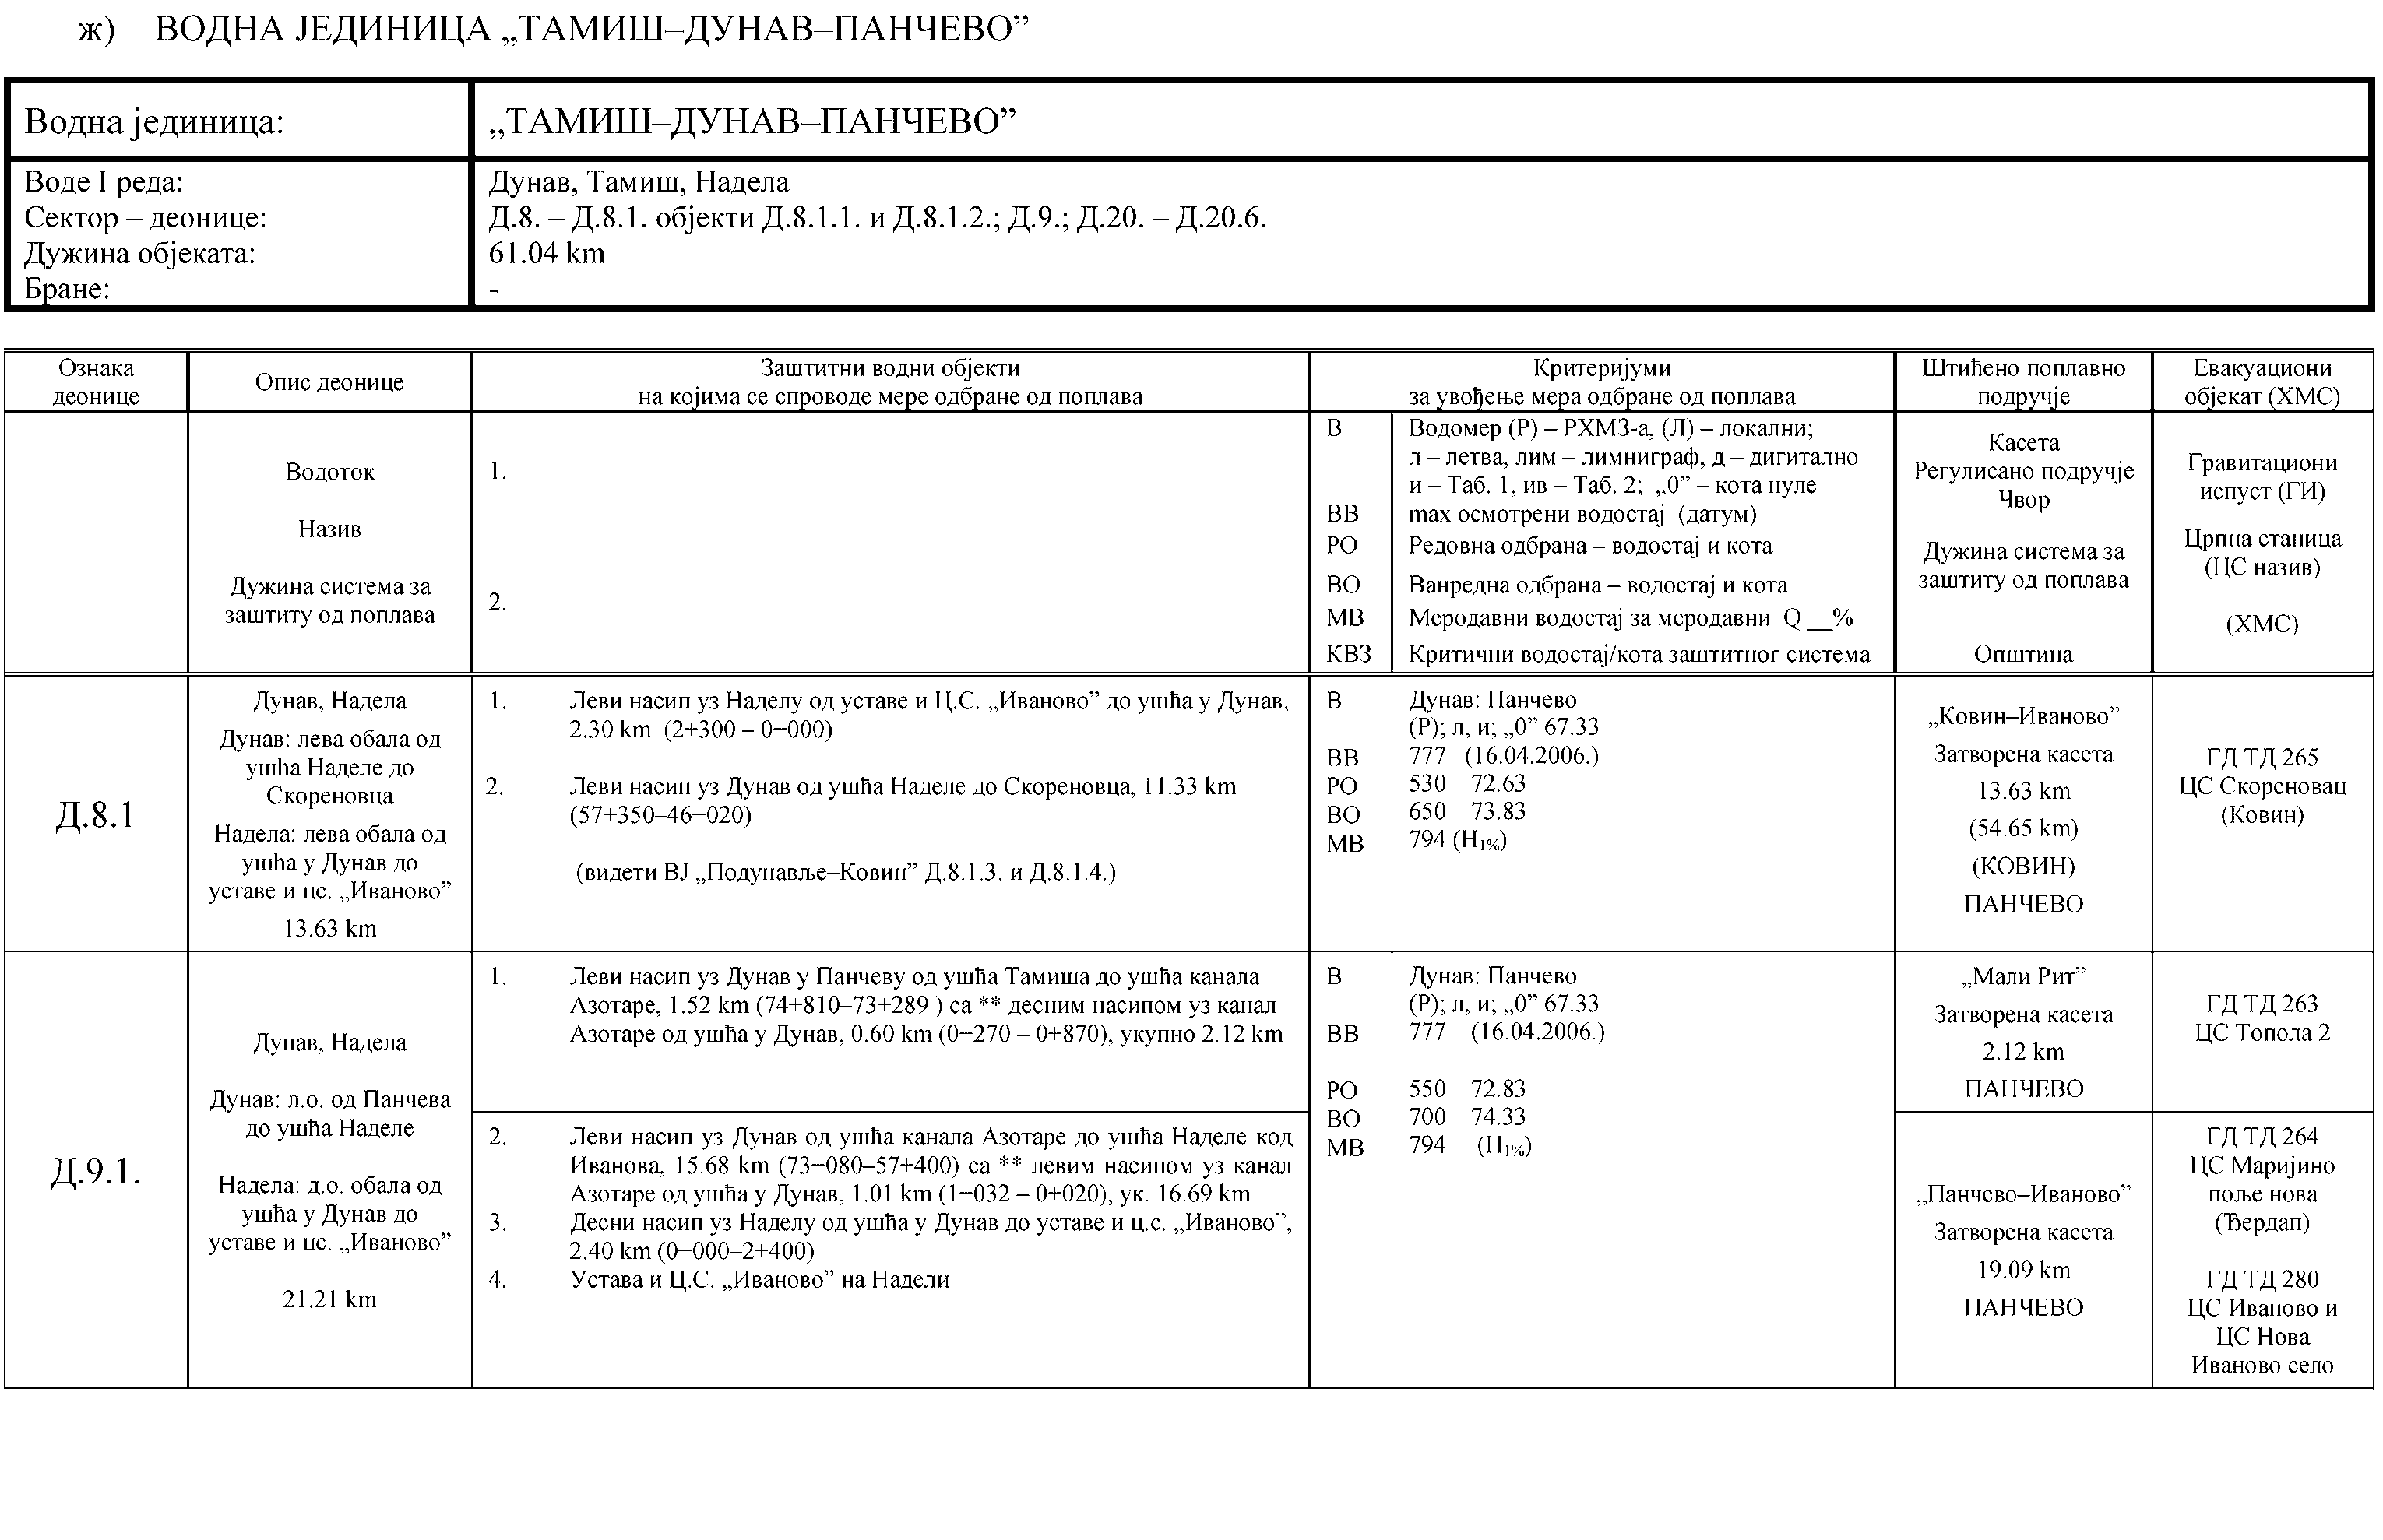 ж) ВОДНА ЈЕДИНИЦА „ТАМИШ–ДУНАВ–ПАНЧЕВО”
Водна јединица: „ТАМИШ–ДУНАВ–ПАНЧЕВО”
Воде I реда: Дунав, Тамиш, Надела
Сектор – деонице: Д.8. – Д.8.1. објекти Д.8.1.1. и Д.8.1.2.; Д.9.; Д.20. – Д.20.6.
Дужина објеката: 61.04 km
Бране: -
Ознака
деонице
Опис деонице
Заштитни водни објекти
на којима се спроводе мере одбране од поплава
Критеријуми
за увођење мера одбране од поплава
Штићено поплавно
подручје
Евакуациони
објекат (ХМС)
Водоток
Назив
Дужина система за
заштиту од поплава
1.
2.
В Водомер (Р) – РХМЗ-а, (Л) – локални;
л – летва, лим – лимниграф, д – дигитално
и – Таб. 1, ив – Таб. 2; „0” – кота нуле
ВВ max осмотрени водостај (датум)
РО Редовна одбрана – водостај и кота
ВО Ванредна одбрана – водостај и кота
МВ Меродавни водостај за меродавни Q __%
КВЗ Критични водостај/кота заштитног система
Касета
Регулисано подручје
Чвор
Дужина система за
заштиту од поплава
Општина
Гравитациони
испуст (ГИ)
Црпна станица
(ЦС назив)
(ХМС)
Д.8.1
Дунав, Надела
Дунав: лева обала од
ушћа Наделе до
Скореновца
Надела: лева обала од
ушћа у Дунав до
уставе и цс. „Иваново”
13.63 km
1. Леви насип уз Наделу од уставе и Ц.С. „Иваново” до ушћа у Дунав,
2.30 km (2+300 – 0+000)
2. Леви насип уз Дунав од ушћа Наделе до Скореновца, 11.33 km
(57+350–46+020)
(видети ВЈ „Подунавље–Ковин” Д.8.1.3. и Д.8.1.4.)
В Дунав: Панчево
(Р); л, и; „0” 67.33
ВВ 777 (16.04.2006.)
РО 530 72.63
ВО 650 73.83
МВ 794 (H1%)
„Ковин–Иваново”
Затворена касета
13.63 km
(54.65 km)
(КОВИН)
ПАНЧЕВО
ГД ТД 265
ЦС Скореновац
(Ковин)
Д.9.1.
Дунав, Надела
Дунав: л.о. од Панчева
до ушћа Наделе
Надела: д.о. обала од
ушћа у Дунав до
уставе и цс. „Иваново”
21.21 km
1. Леви насип уз Дунав у Панчеву од ушћа Тамиша до ушћа канала
Азотаре, 1.52 km (74+810–73+289 ) са ** десним насипом уз канал
Азотаре од ушћа у Дунав, 0.60 km (0+270 – 0+870), укупно 2.12 km
2. Леви насип уз Дунав од ушћа канала Азотаре до ушћа Наделе код
Иванова, 15.68 km (73+080–57+400) са ** левим насипом уз канал
Азотаре од ушћа у Дунав, 1.01 km (1+032 – 0+020), ук. 16.69 km
3. Десни насип уз Наделу од ушћа у Дунав до уставе и ц.с. „Иваново”,
2.40 km (0+000–2+400)
4. Устава и Ц.С. „Иваново” на Надели
В Дунав: Панчево
(Р); л, и; „0” 67.33
ВВ 777 (16.04.2006.)
РО 550 72.83
ВО 700 74.33
МВ 794 (H1%)
„Мали Рит”
Затворена касета
2.12 km
ПАНЧЕВО
ГД ТД 263
ЦС Топола 2
„Панчево–Иваново”
Затворена касета
19.09 km
ПАНЧЕВО
ГД ТД 264
ЦС Маријино
поље нова
(Ђердап)
ГД ТД 280
ЦС Иваново и
ЦС Нова
Иваново село